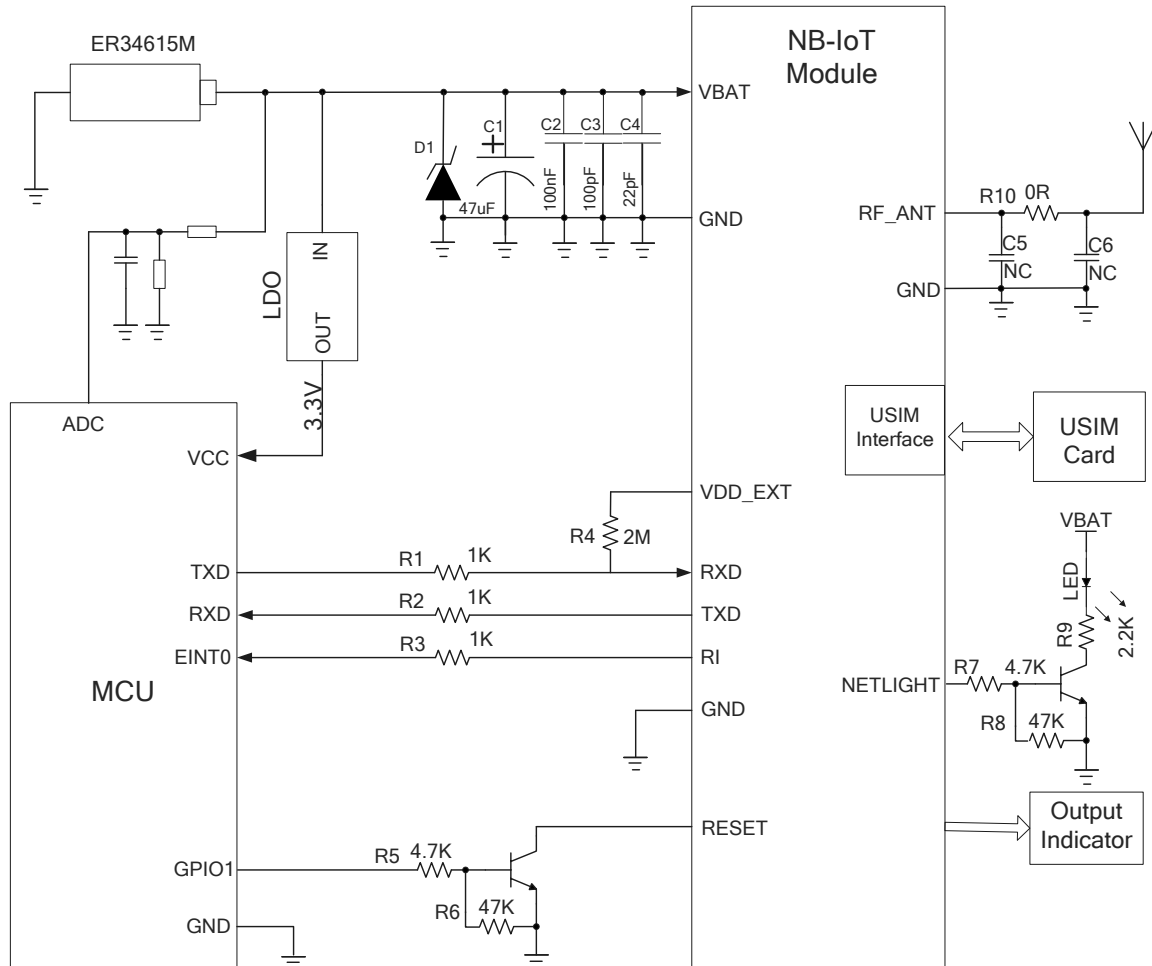 ER34615M
NB-IoT
Module
VBAT
D1
C1
+
47uF
C2
100nF
C3
100pF
C4
22pF
GND
RF_ANT
R10
0R
C5
NC
C6
NC
GND
LDO
IN
OUT
3.3V
ADC
VCC
MCU
USIM
Interface
USIM
Card
VDD_EXT
R4
2M
TXD
R1
1K
RXD
RXD
R2
1K
TXD
EINT0
R3
1K
RI
GND
VBAT
LED
R9
2.2K
NETLIGHT
R7
4.7K
R8
47K
Output
Indicator
RESET
GPIO1
R5
4.7K
R6
47K
GND